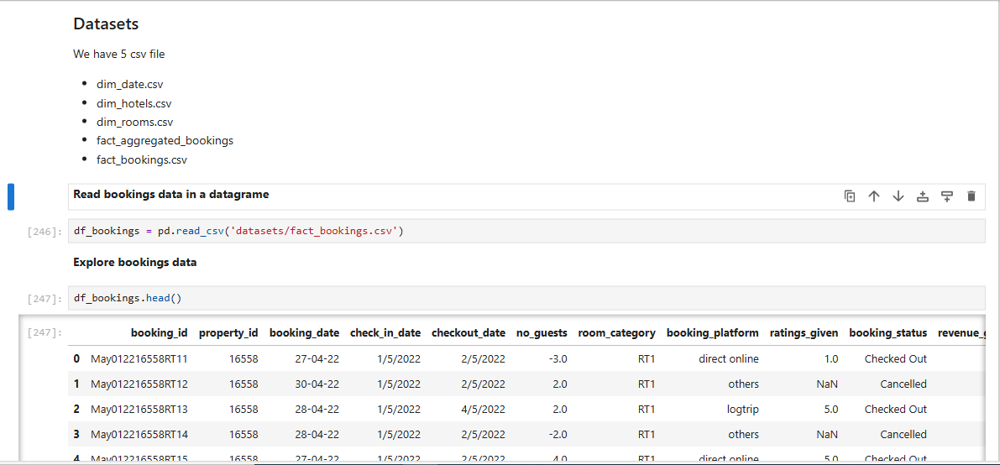 Datasets
We have 5 csv file
dim_date.csv
dim_hotels.csv
dim_rooms.csv
fact_aggregated_bookings
fact_bookings.csv
Read bookings data in a datagrame
[246]: df_bookings = pd.read_csv('datasets/fact_bookings.csv')
Explore bookings data
[247]: df_bookings.head()
[247]: booking_id property_id booking_date check_in_date checkout_date no_guests room_category booking_platform ratings_given booking_status
0 May012216558RT11 16558 27-04-22 1/5/2022 2/5/2022 -3.0 RT1 direct online 1.0 Checked Out
1 May012216558RT12 16558 30-04-22 1/5/2022 2/5/2022 2.0 RT1 others NaN Cancelled
2 May012216558RT13 16558 28-04-22 1/5/2022 4/5/2022 2.0 RT1 logtrip 5.0 Checked Out
3 May012216558RT14 16558 28-04-22 1/5/2022 2/5/2022 -2.0 RT1 others NaN Cancelled
4 May012216558RT15 16558 27-04-22 1/5/2022 2/5/2022 4.0 RT1 direct online 5.0 Checked Out